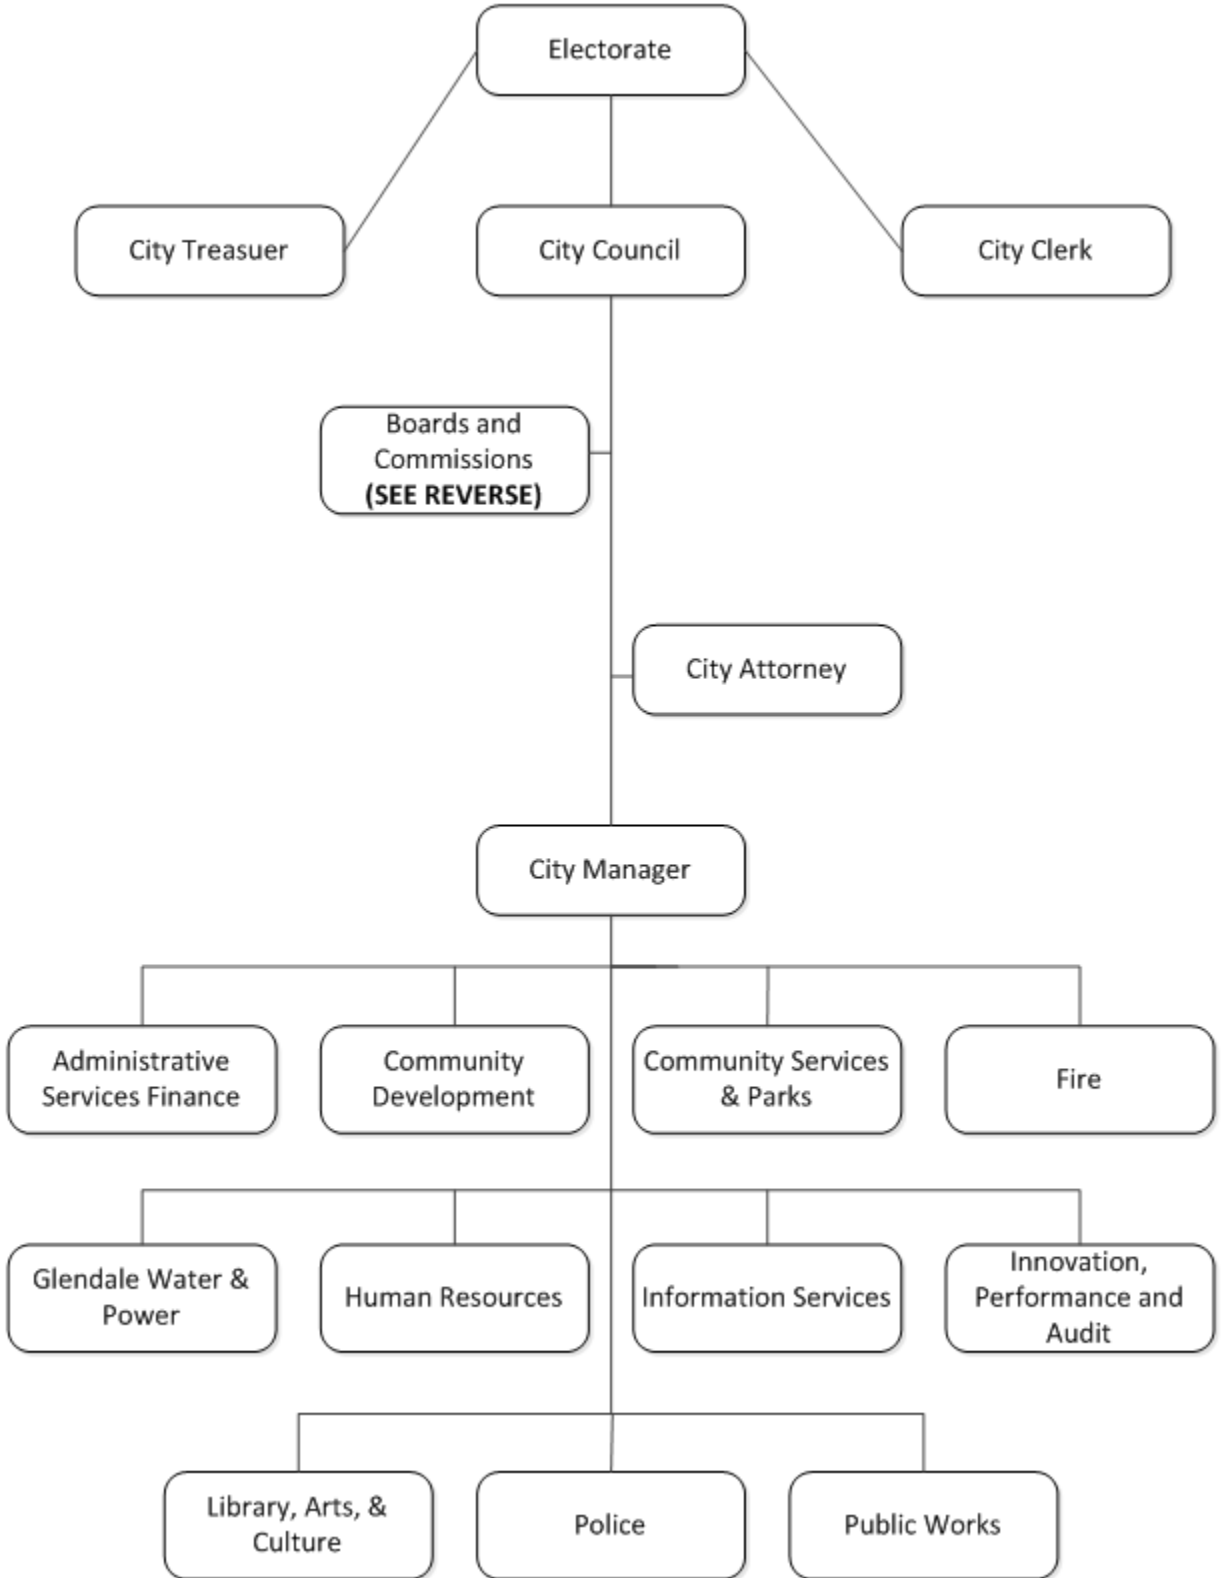 Electorate
City Treasuer
City Council
City Clerk
Boards and
Commissions
(SEE REVERSE)
City Attorney
City Manager
Administrative
Services Finance
Community
Development
Community Services
& Parks
Fire
Glendale Water &
Power
Human Resources
Information Services
Innovation,
Performance and
Audit
Library, Arts, &
Culture
Police
Public Works